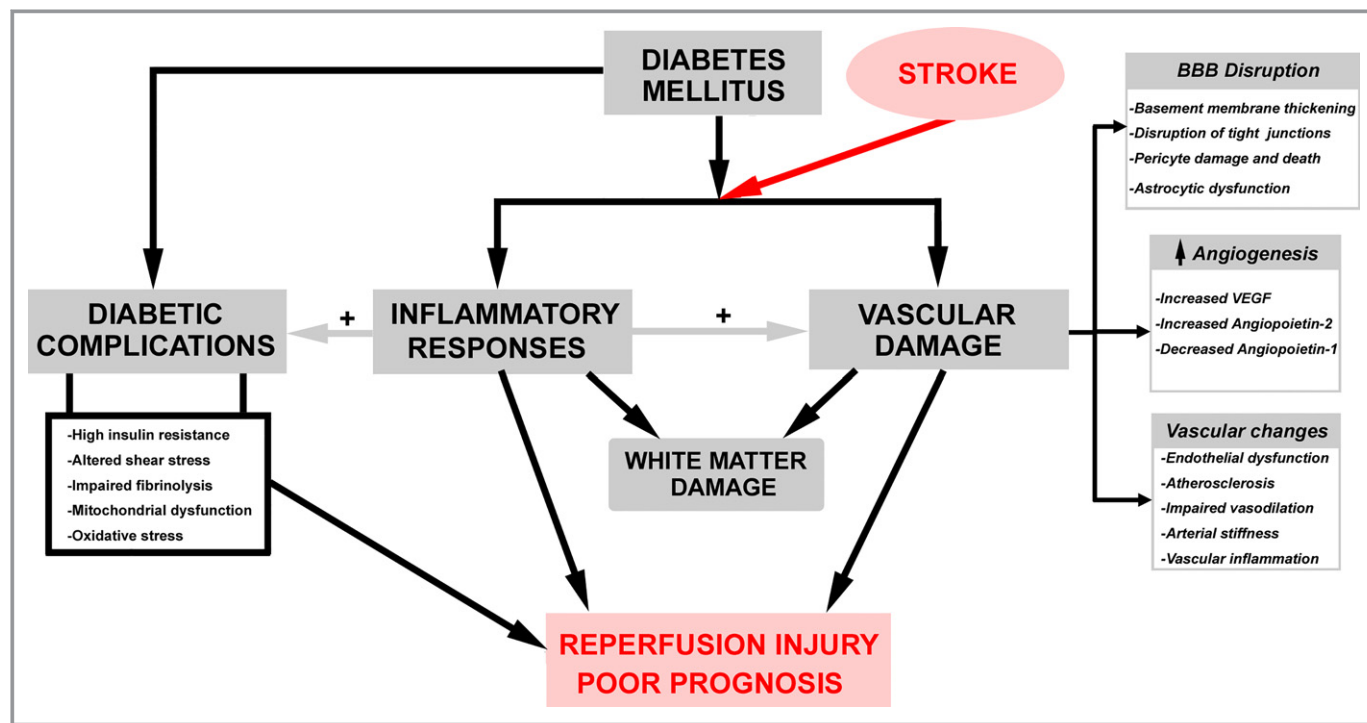 DIABETES
MELLITUS
STROKE
DIABETIC
COMPLICATIONS
+
INFLAMMATORY
RESPONSES
+
VASCULAR
DAMAGE
-High insulin resistance
-Altered shear stress
-Impaired fibrinolysis
-Mitochondrial dysfunction
-Oxidative stress
WHITE MATTER
DAMAGE
REPERFUSION INJURY
POOR PROGNOSIS
BBB Disruption
-Basement membrane thickening
-Disruption of tight junctions
-Pericyte damage and death
-Astrocytic dysfunction
Angiogenesis
-Increased VEGF
-Increased Angiopoietin-2
-Decreased Angiopoietin-1
Vascular changes
-Endothelial dysfunction
-Atherosclerosis
-Impaired vasodilation
-Arterial stiffness
-Vascular inflammation